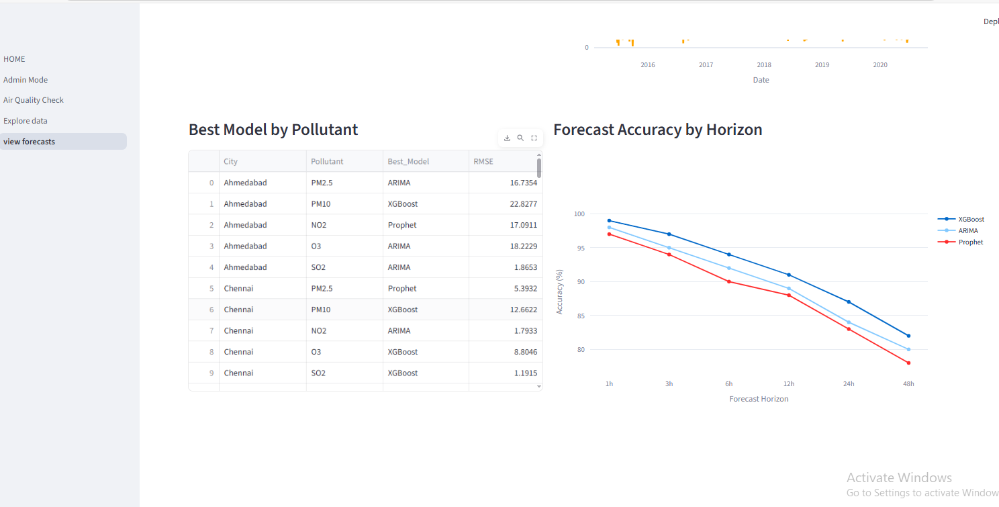 Depl
HOME
Admin Mode
Air Quality Check
Explore data
view forecasts
0
2016 2017 2018 2019 2020
Date
Best Model by Pollutant
City Pollutant Best_Model RMSE
0 Ahmedabad PM2.5 ARIMA 16.7354
1 Ahmedabad PM10 XGBoost 22.8277
2 Ahmedabad NO2 Prophet 17.0911
3 Ahmedabad O3 ARIMA 18.2229
4 Ahmedabad SO2 ARIMA 1.8653
5 Chennai PM2.5 Prophet 5.3932
6 Chennai PM10 XGBoost 12.6622
7 Chennai NO2 ARIMA 1.7933
8 Chennai O3 XGBoost 8.8046
9 Chennai SO2 XGBoost 1.1915
Forecast Accuracy by Horizon
100
95
90
85
80
Accuracy (%)
1h 3h 6h 12h 24h 48h
Forecast Horizon
XGBoost
ARIMA
Prophet
Activate Windows
Go to Settings to activate Window